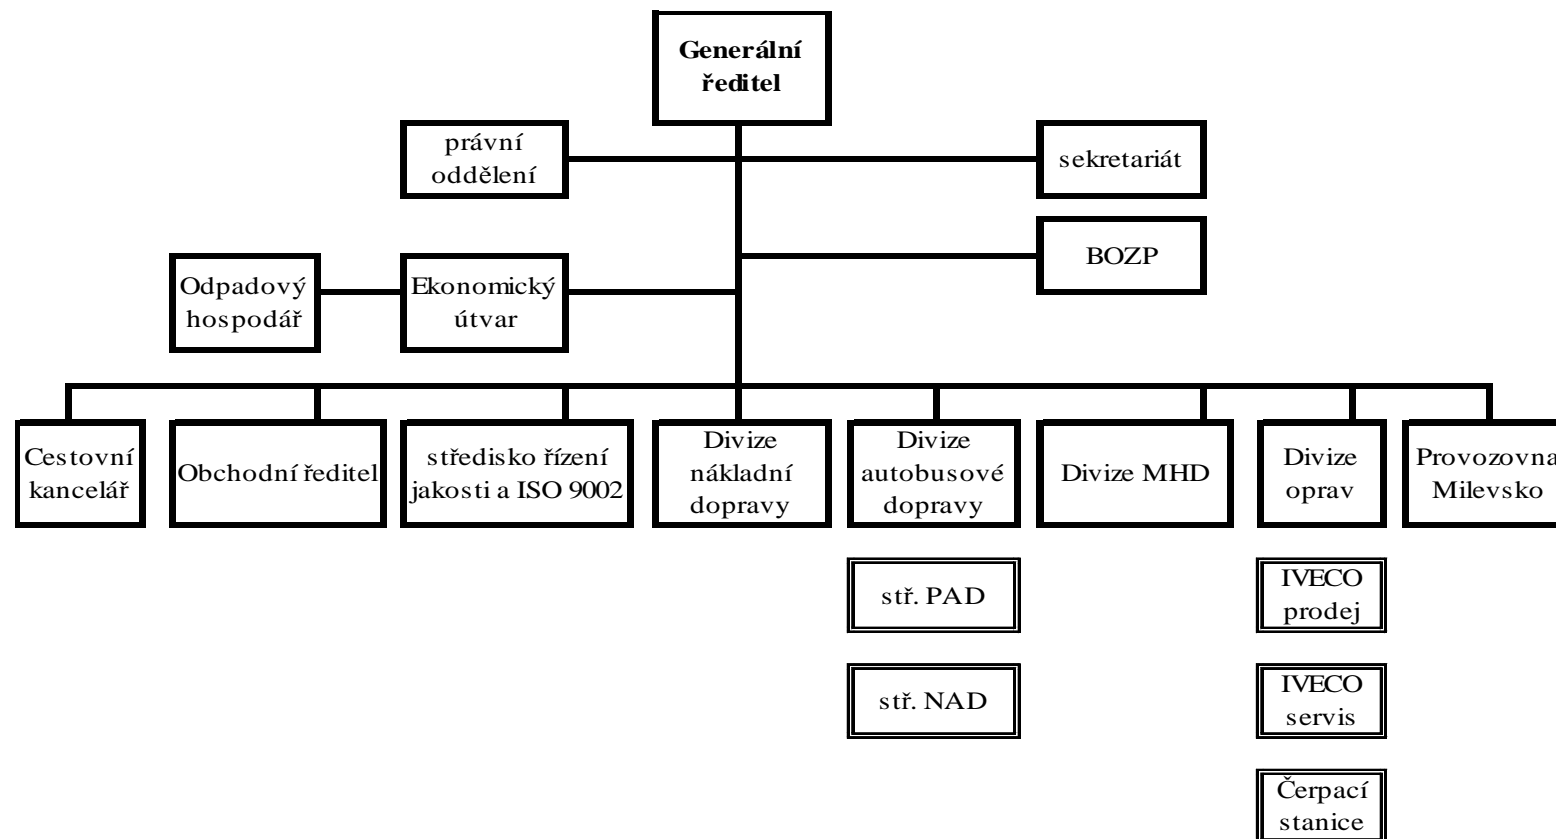 Generální
ředitel
právní
oddělení
sekretariát
BOZP
Odpadový
hospodář
Ekonomický
útvar
Cestovní
kancelář
Obchodní ředitel
středisko řízení
jakosti a ISO 9002
Divize
nákladní
dopravy
Divize
autobusové
dopravy
Divize MHD
Divize
oprav
Provozovna
Milevsko
stř. PAD
stř. NAD
IVECO
prodej
IVECO
servis
Čerpací
stanice